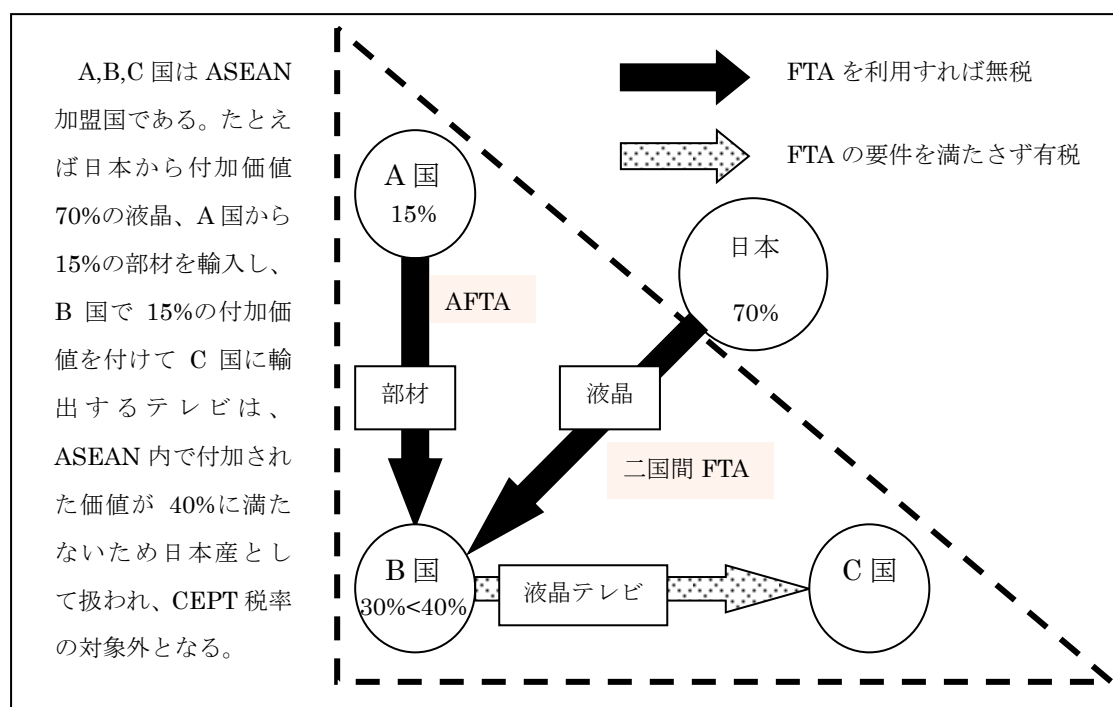 A,B,C 国は ASEAN
加盟国である。たとえ
ば日本から付加価値
70%の液晶、A 国から
15%の部材を輸入し、
B 国で 15%の付加価
値を付けて C 国に輸
出するテレビは、
ASEAN 内で付加され
た価値が 40%に満た
ないため日本産とし
て扱われ、CEPT 税率
の対象外となる。
FTA を利用すれば無税
FTA の要件を満たさず有税
A 国
15%
日本
70%
AFTA
部材
液晶
二国間 FTA
B 国
30%<40%
液晶テレビ
C 国